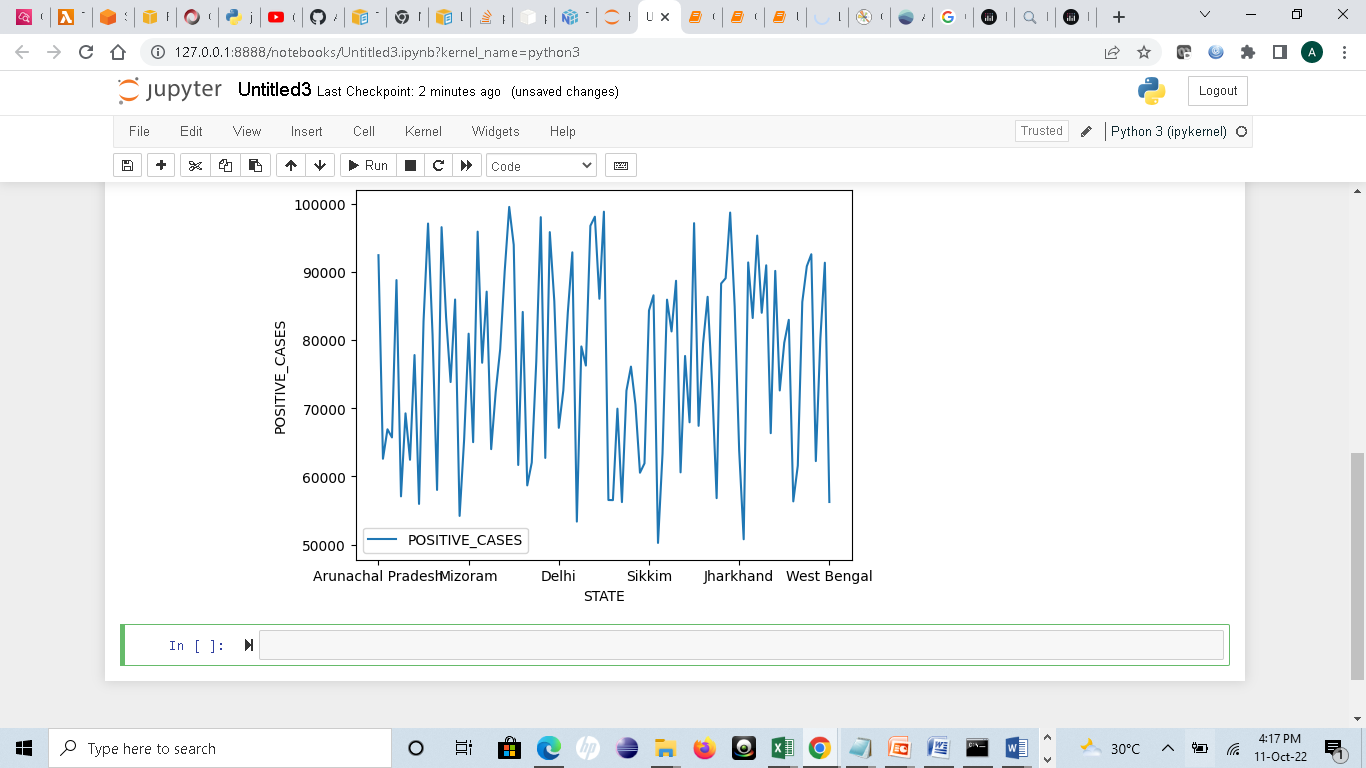 127.0.0.1:8888/notebooks/Untitled3.ipynb?kernel_name=python3
A
jupyter Untitled3 Last Checkpoint: 2 minutes ago (unsaved changes)
Logout
File Edit View Insert Cell Kernel Widgets Help
Trusted
Python 3 (ipykernel)
Run
Code
100000
90000
80000
70000
60000
50000
POSITIVE_CASES
POSITIVE_CASES
Arunachal Pradesh Mizoram Delhi Sikkim Jharkhand West Bengal
STATE
In [ ]:
Type here to search
30°C
4:17 PM
11-Oct-22
1